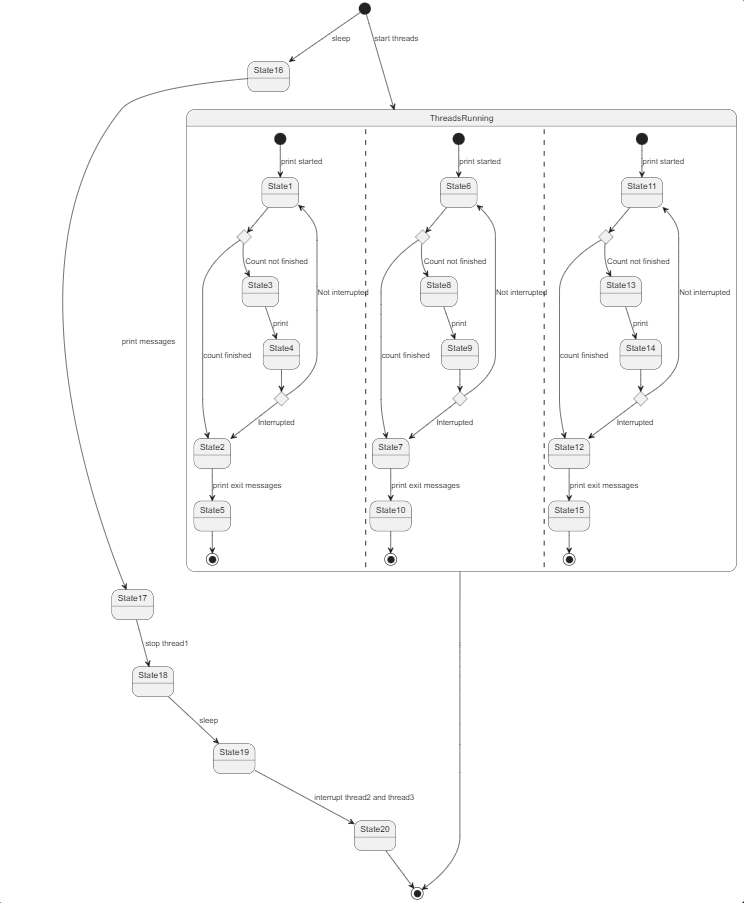 sleep
start threads
State16
ThreadsRunning
print started
print started
print started
State1
State6
State11
Count not finished
Count not finished
Count not finished
State3
State8
State13
Not interrupted
Not interrupted
Not interrupted
print
print
print
print messages
State4
State9
State14
count finished
count finished
count finished
Interrupted
Interrupted
Interrupted
State2
State7
State12
print exit messages
print exit messages
print exit messages
State5
State10
State15
State17
stop thread1
State18
sleep
State19
interrupt thread2 and thread3
State20